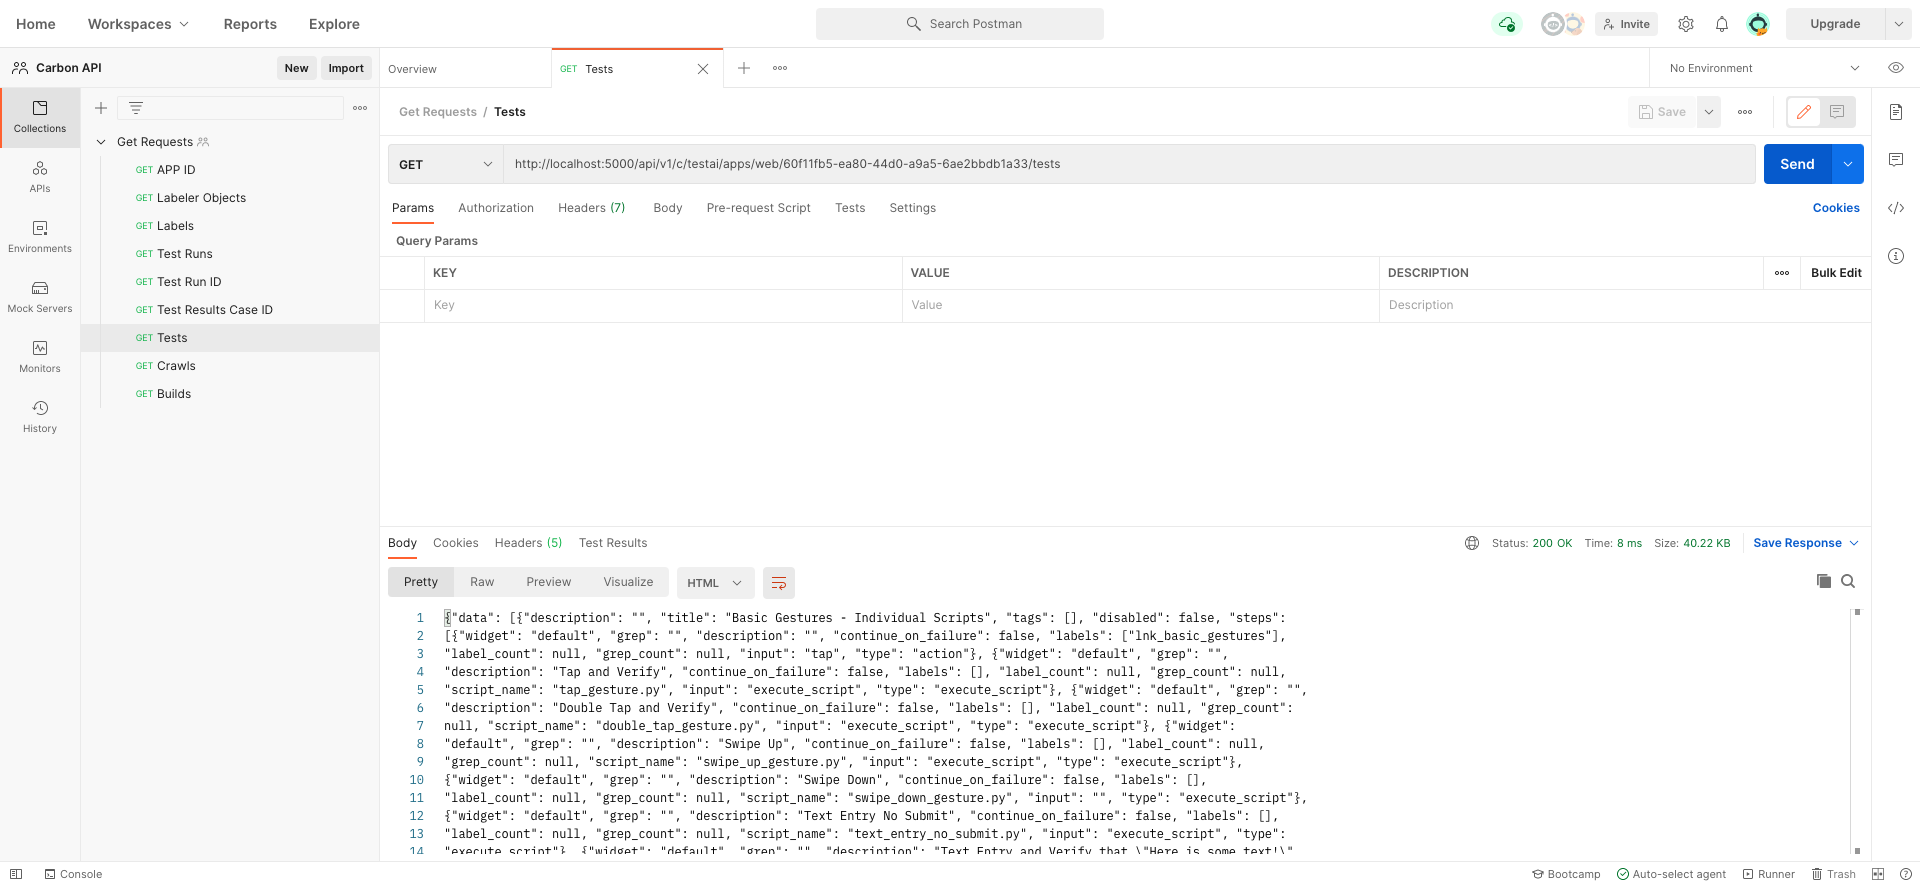 Home Workspaces Reports Explore Search Postman Invite Upgrade
Carbon API New Import
Overview GET Tests No Environment
Collections
APIs
Environments
Mock Servers
Monitors
History
Get Requests
GET APP ID
GET Labeler Objects
GET Labels
GET Test Runs
GET Test Run ID
GET Test Results Case ID
GET Tests
GET Crawls
GET Builds
Get Requests / Tests Save
GET http://localhost:5000/api/v1/c/testai/apps/web/60f11fb5-ea80-44d0-a9a5-6ae2bbdb1a33/tests Send
Params Authorization Headers (7) Body Pre-request Script Tests Settings Cookies
Query Params
KEY VALUE DESCRIPTION Bulk Edit
Key Value Description
Body Cookies Headers (5) Test Results Status: 200 OK Time: 8 ms Size: 40.22 KB Save Response
Pretty Raw Preview Visualize HTML
1 {"data": [{"description": "", "title": "Basic Gestures - Individual Scripts", "tags": [], "disabled": false, "steps":
2 [{"widget": "default", "grep": "", "description": "", "continue_on_failure": false, "labels": ["lnk_basic_gestures"],
3 "label_count": null, "grep_count": null, "input": "tap", "type": "action"}, {"widget": "default", "grep": "",
4 "description": "Tap and Verify", "continue_on_failure": false, "labels": [], "label_count": null, "grep_count": null,
5 "script_name": "tap_gesture.py", "input": "execute_script", "type": "execute_script"}, {"widget": "default", "grep": "",
6 "description": "Double Tap and Verify", "continue_on_failure": false, "labels": [], "label_count": null, "grep_count":
7 null, "script_name": "double_tap_gesture.py", "input": "execute_script", "type": "execute_script"}, {"widget":
8 "default", "grep": "", "description": "Swipe Up", "continue_on_failure": false, "labels": [], "label_count": null,
9 "grep_count": null, "script_name": "swipe_up_gesture.py", "input": "execute_script", "type": "execute_script"},
10 {"widget": "default", "grep": "", "description": "Swipe Down", "continue_on_failure": false, "labels": [],
11 "label_count": null, "grep_count": null, "script_name": "swipe_down_gesture.py", "input": "", "type": "execute_script"},
12 {"widget": "default", "grep": "", "description": "Text Entry No Submit", "continue_on_failure": false, "labels": [],
13 "label_count": null, "grep_count": null, "script_name": "text_entry_no_submit.py", "input": "execute_script", "type":
14 "execute_script"}, {"widget": "default", "grep": "", "description": "Text Entry and Verify that \"Here is some text!\"
Console Bootcamp Auto-select agent Runner Trash